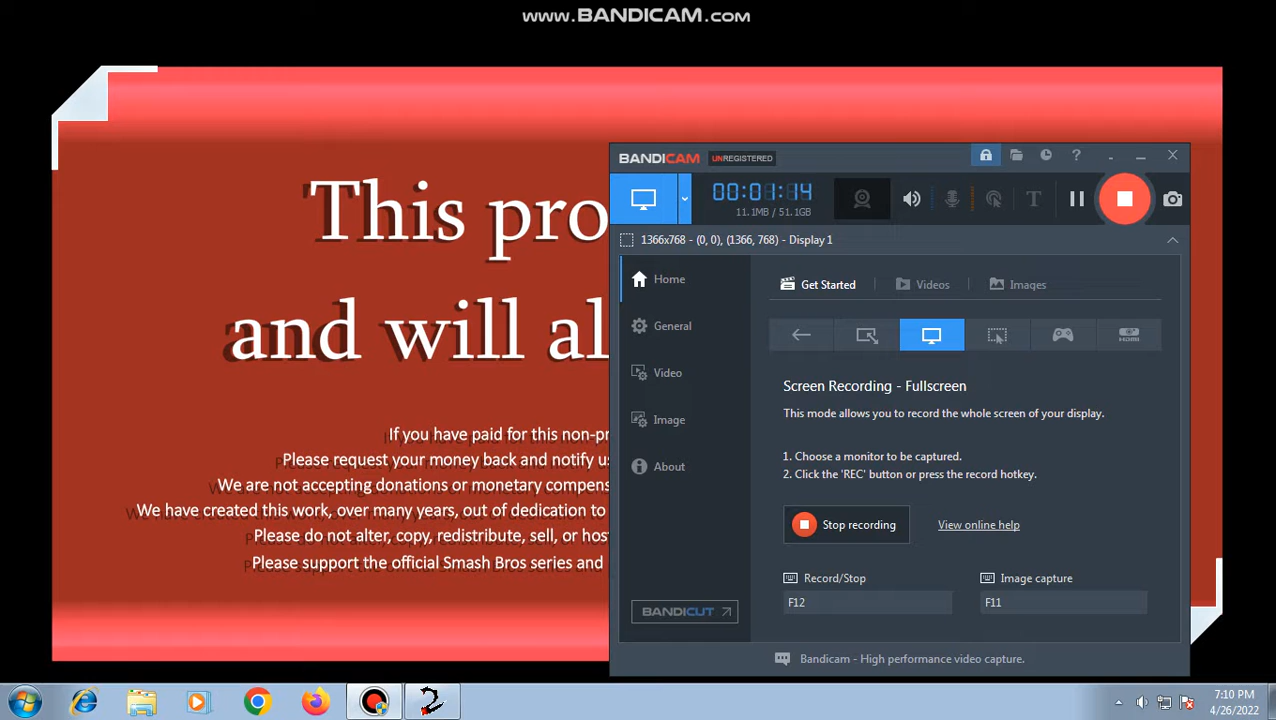 www.BANDICAM.com
This pro
and will al
If you have paid for this non-pr
Please request your money back and notify us
We are not accepting donations or monetary compens
We have created this work, over many years, out of dedication to
Please do not alter, copy, redistribute, sell, or hos
Please support the official Smash Bros series and
BANDICAM UNREGISTERED
00:01:14
11.1MB / 51.1GB
1366x768 - (0, 0), (1366, 768) - Display 1
Home
General
Video
Image
About
BANDICUT
Get Started
Videos
Images
HDMI
Screen Recording - Fullscreen
This mode allows you to record the whole screen of your display.
1. Choose a monitor to be captured.
2. Click the 'REC' button or press the record hotkey.
Stop recording
View online help
Record/Stop
Image capture
F12
F11
Bandicam - High performance video capture.
7:10 PM
4/26/2022